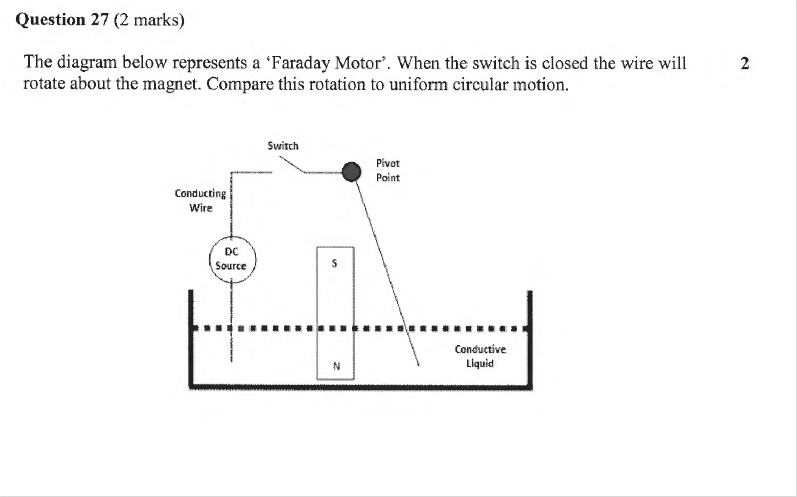 Question 27 (2 marks)
The diagram below represents a ‘Faraday Motor’. When the switch is closed the wire will 2
rotate about the magnet. Compare this rotation to uniform circular motion.
Switch
Pivot
Point
Conducting
Wire
DC
Source
S
Conductive
Liquid
N